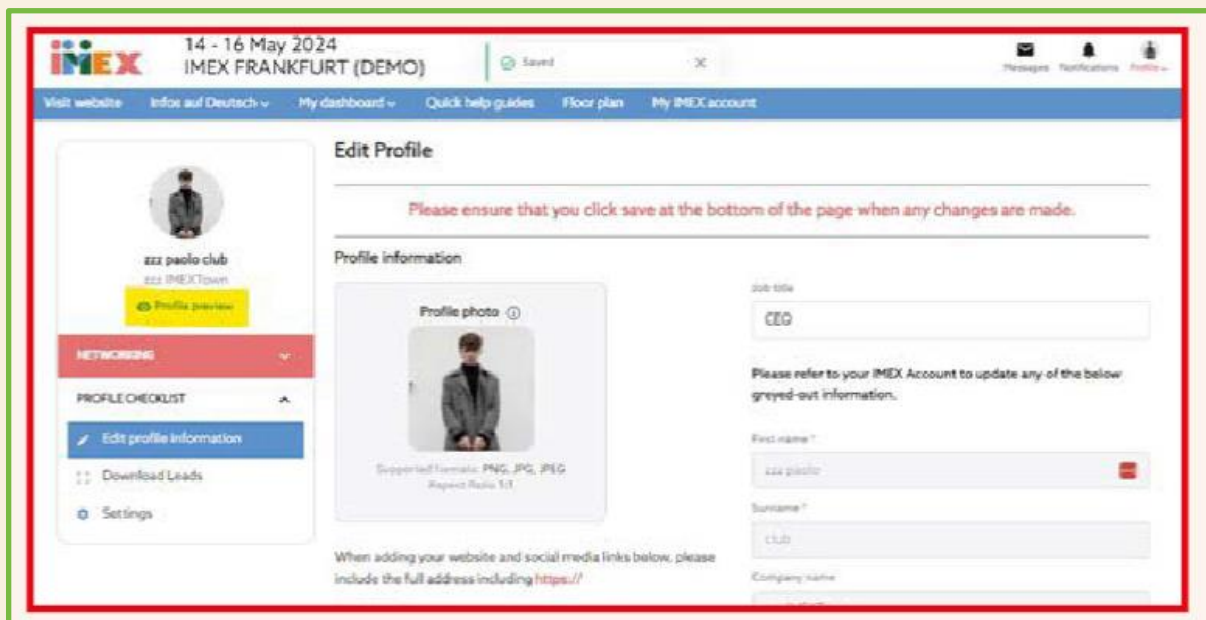 IMEX
14 - 16 May 2024
IMEX FRANKFURT (DEMO)
Saved
Messages Notifications Profile
Visit website Infos auf Deutsch My dashboard Quick help guides Floor plan My IMEX account
Edit Profile
Please ensure that you click save at the bottom of the page when any changes are made.
zzz paolo club
zzz IMEXTown
Profile preview
NETWORKING
PROFILE CHECKLIST
Edit profile information
Download Leads
Settings
Profile information
Profile photo
Supported formats: PNG, JPG, JPEG
Aspect Ratio 1:1
When adding your website and social media links below, please
include the full address including https://
Job title
CEO
Please refer to your IMEX Account to update any of the below
greyed-out information.
First name *
zzz paolo
Surname *
club
Company name